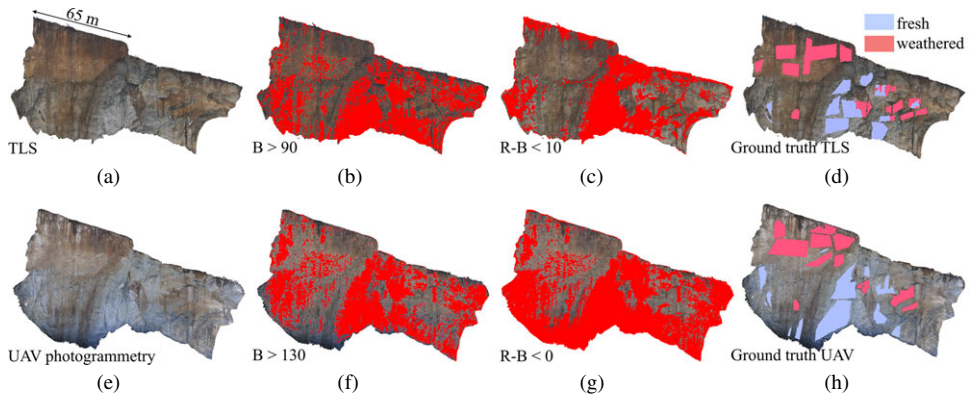 65 m
fresh
weathered
TLS
B > 90
R-B < 10
Ground truth TLS
(a)
(b)
(c)
(d)
UAV photogrammetry
B > 130
R-B < 0
Ground truth UAV
(e)
(f)
(g)
(h)